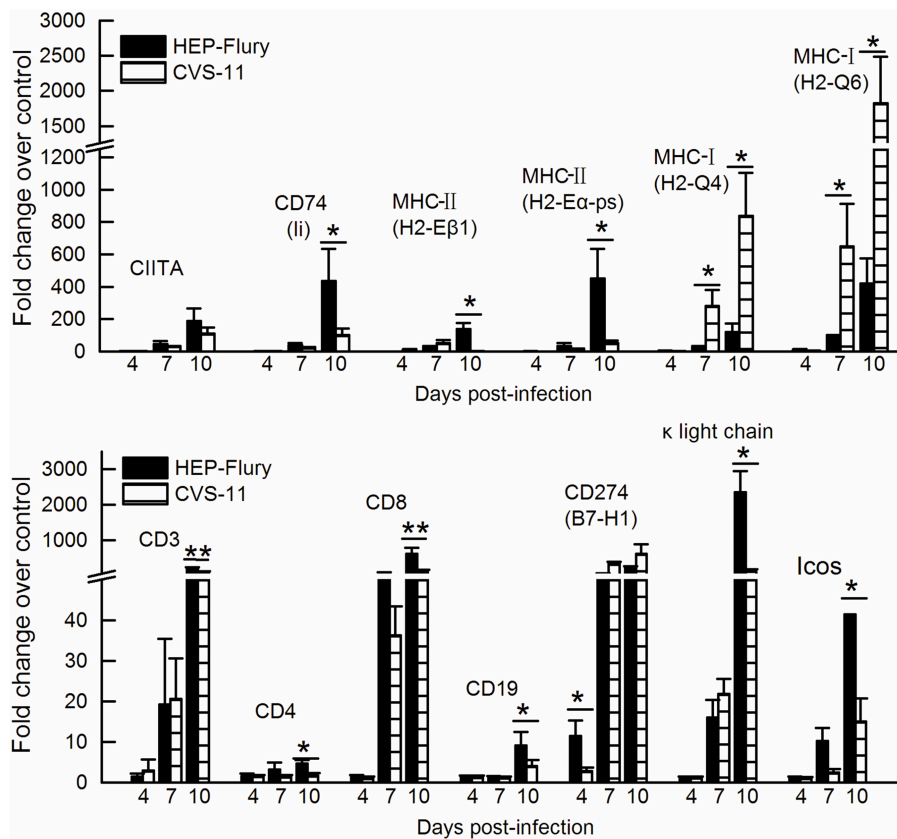 3000
HEP-Flury
CVS-11
2500
2000
1500
1200
1000
800
600
400
200
0
Fold change over control
CIITA
CD74
(Ii)
*
MHC-II
(H2-Eβ1)
*
MHC-II
(H2-Eα-ps)
*
MHC-I
(H2-Q4)
*
*
MHC-I
(H2-Q6)
*
*
4 7 10 4 7 10 4 7 10 4 7 10 4 7 10 4 7 10
Days post-infection
HEP-Flury
CVS-11
3000
2000
1000
40
30
20
10
0
Fold change over control
CD3
**
CD4
*
CD8
**
CD19
*
CD274
(B7-H1)
*
κ light chain
*
Icos
*
4 7 10 4 7 10 4 7 10 4 7 10 4 7 10 4 7 10 4 7 10
Days post-infection